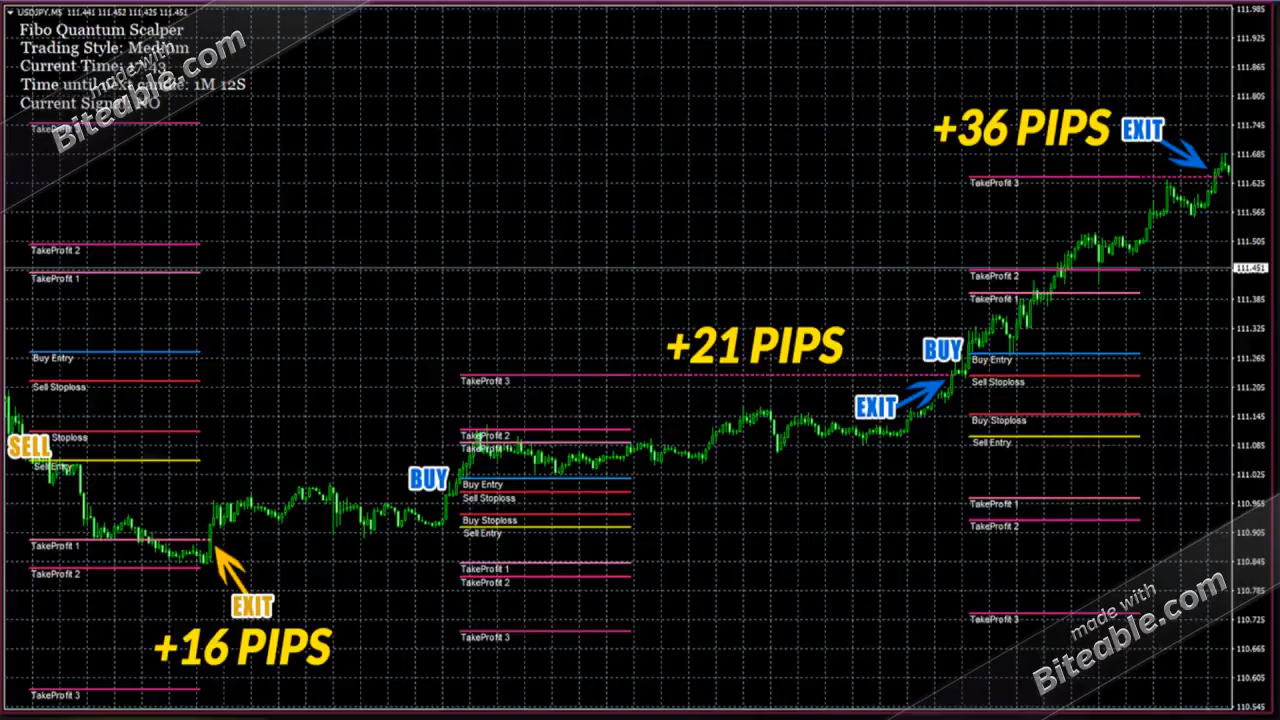 USDJPY,M5 111.441 111.452 111.425 111.451
Fibo Quantum Scalper
Trading Style: Medium
Current Time:
Time until next candle: 1M 12S
Current Signal: NO
made with
Biteable.com
TakeProfit 3
TakeProfit 2
TakeProfit 1
Buy Entry
Sell Stoploss
Stoploss
SELL
Sell Entry
TakeProfit 1
TakeProfit 2
EXIT
+16 PIPS
TakeProfit 3
BUY
TakeProfit 3
TakeProfit 2
TakeProfit 1
Buy Entry
Sell Stoploss
Buy Stoploss
Sell Entry
TakeProfit 1
TakeProfit 2
TakeProfit 3
+21 PIPS
EXIT
BUY
+36 PIPS
EXIT
TakeProfit 3
TakeProfit 2
TakeProfit 1
Buy Entry
Sell Stoploss
Buy Stoploss
Sell Entry
TakeProfit 1
TakeProfit 2
TakeProfit 3
made with
Biteable.com
111.985
111.925
111.865
111.805
111.745
111.685
111.625
111.565
111.505
111.451
111.385
111.325
111.265
111.205
111.145
111.085
111.025
110.965
110.905
110.845
110.785
110.725
110.665
110.605
110.545